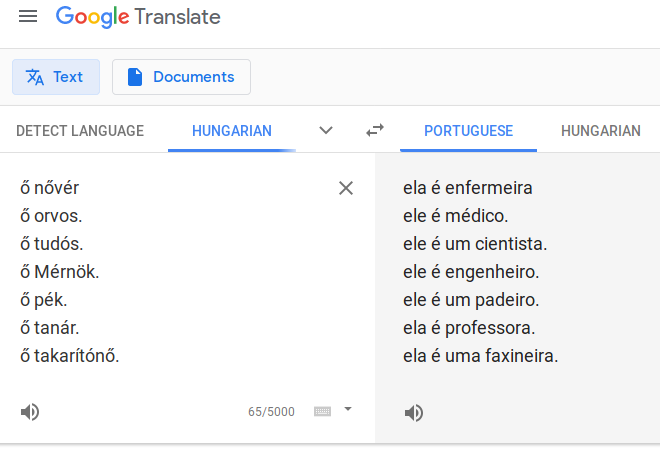 Google Translate
Text Documents
DETECT LANGUAGE HUNGARIAN PORTUGUESE HUNGARIAN
ő nővér
ő orvos.
ő tudós.
ő Mérnök.
ő pék.
ő tanár.
ő takarítónő.
65/5000
ela é enfermeira
ele é médico.
ele é um cientista.
ele é engenheiro.
ele é um padeiro.
ela é professora.
ela é uma faxineira.